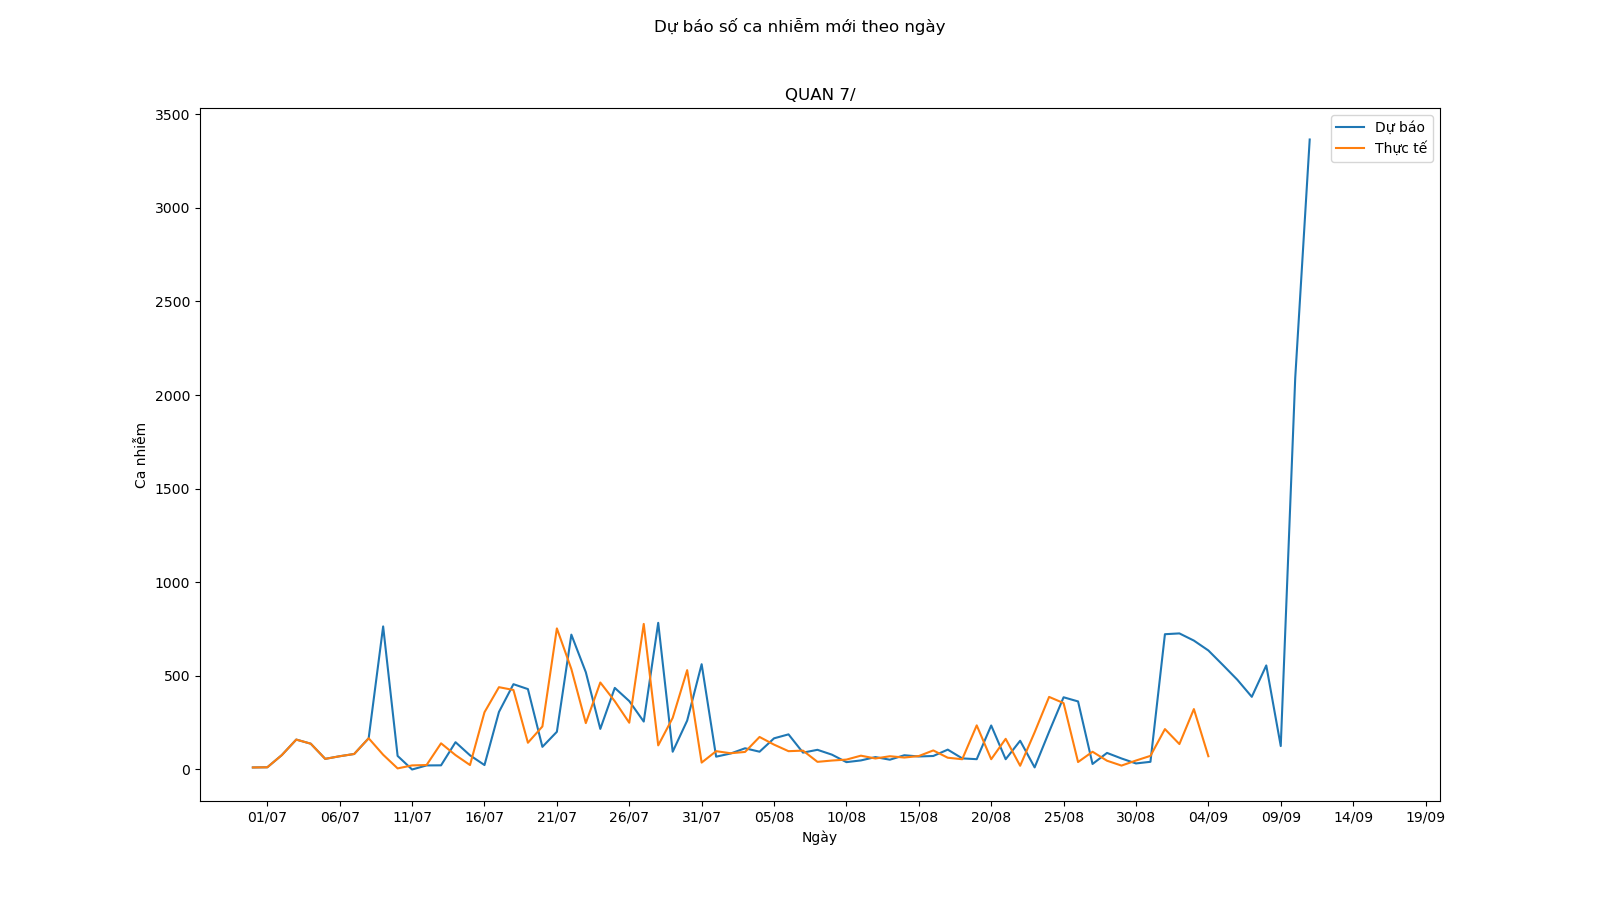 Dự báo số ca nhiễm mới theo ngày
QUAN 7/
3500
3000
2500
2000
1500
1000
500
0
Ca nhiễm
Dự báo
Thực tế
01/07 06/07 11/07 16/07 21/07 26/07 31/07 05/08 10/08 15/08 20/08 25/08 30/08 04/09 09/09 14/09 19/09
Ngày